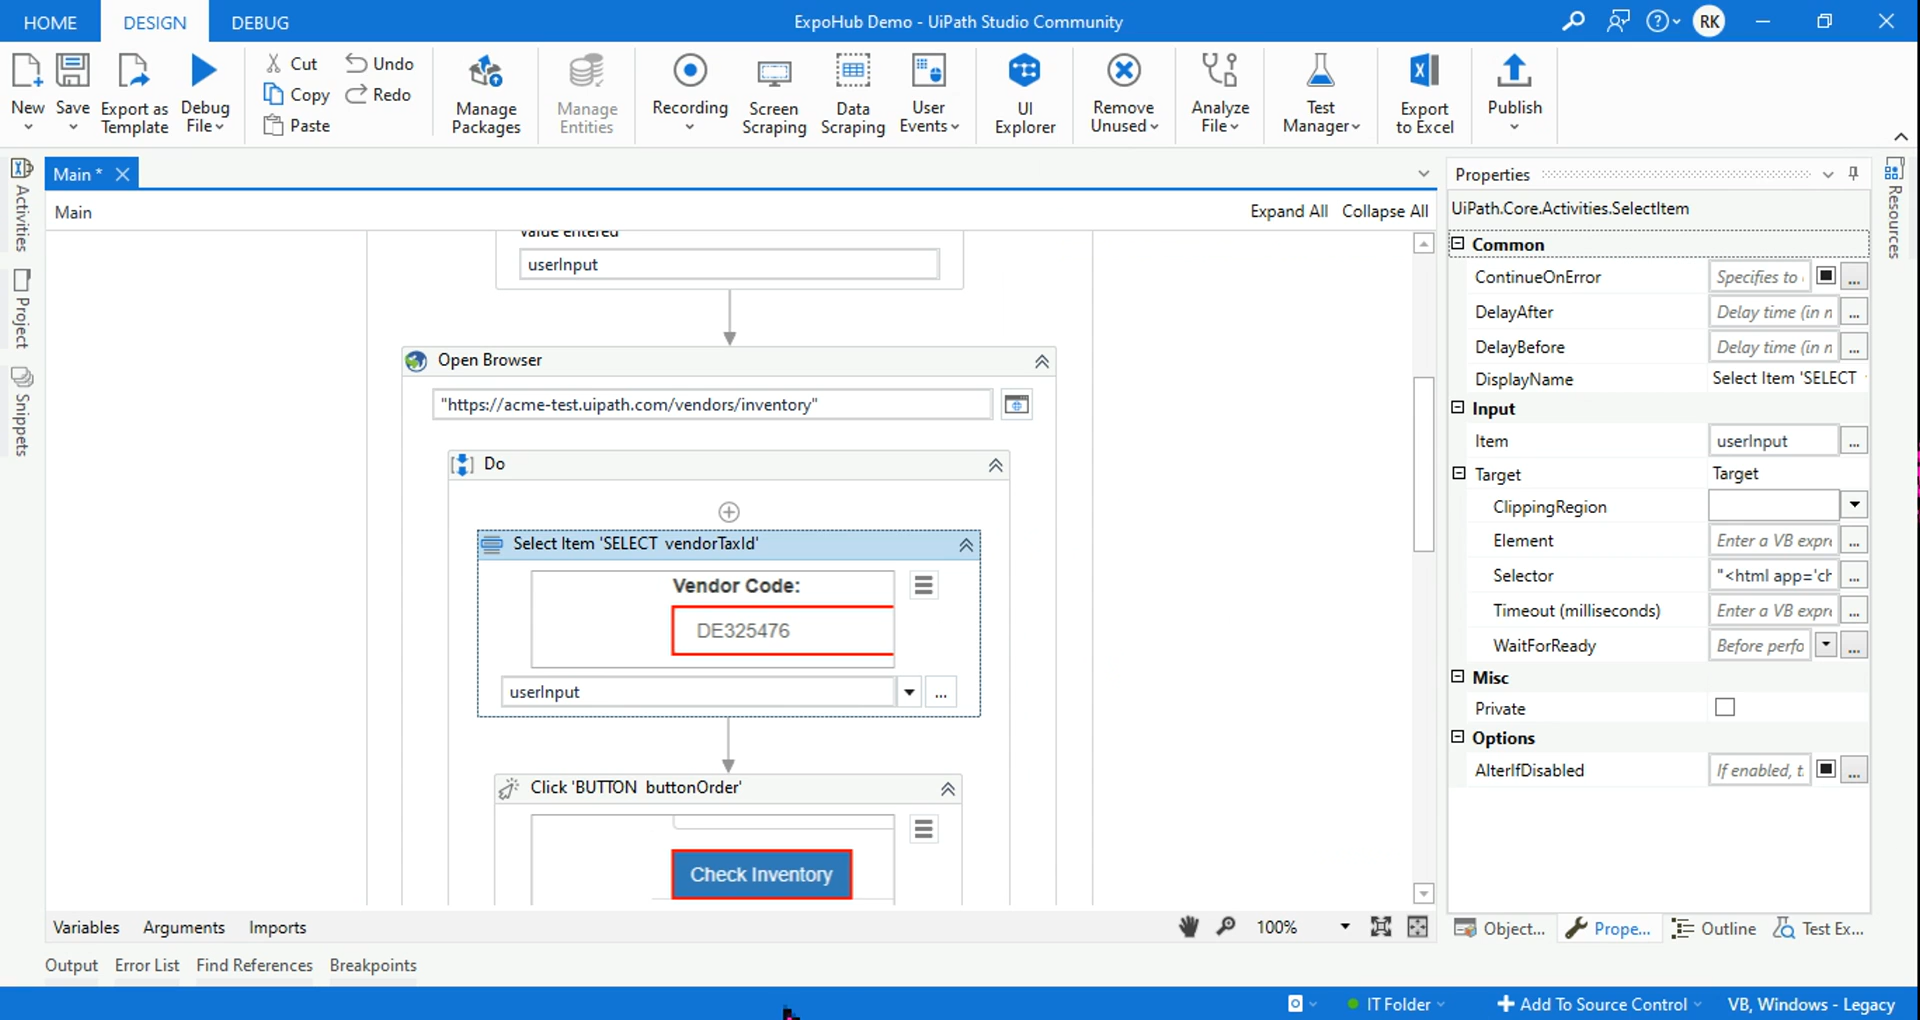 HOME DESIGN DEBUG ExpoHub Demo - UiPath Studio Community RK
New Save Export as Template Debug File Cut Copy Paste Undo Redo Manage Packages Manage Entities Recording Screen Scraping Data Scraping User Events UI Explorer Remove Unused Analyze File Test Manager Export to Excel Publish
Activities
Project
Snippets
Main *
Main Expand All Collapse All
Value entered
userInput
Open Browser
"https://acme-test.uipath.com/vendors/inventory"
Do
Select Item 'SELECT vendorTaxId'
Vendor Code:
DE325476
userInput ...
Click 'BUTTON buttonOrder'
Check Inventory
Variables Arguments Imports 100%
Output Error List Find References Breakpoints
Properties
UiPath.Core.Activities.SelectItem
Common
ContinueOnError Specifies to ...
DelayAfter Delay time (in n ...
DelayBefore Delay time (in n ...
DisplayName Select Item 'SELECT
Input
Item userInput ...
Target Target
ClippingRegion
Element Enter a VB expr ...
Selector "<html app='ch ...
Timeout (milliseconds) Enter a VB expr ...
WaitForReady Before perfo ...
Misc
Private
Options
AlterIfDisabled If enabled, t. ...
Object... Prope... Outline Test Ex...
Resources
IT Folder Add To Source Control VB, Windows - Legacy